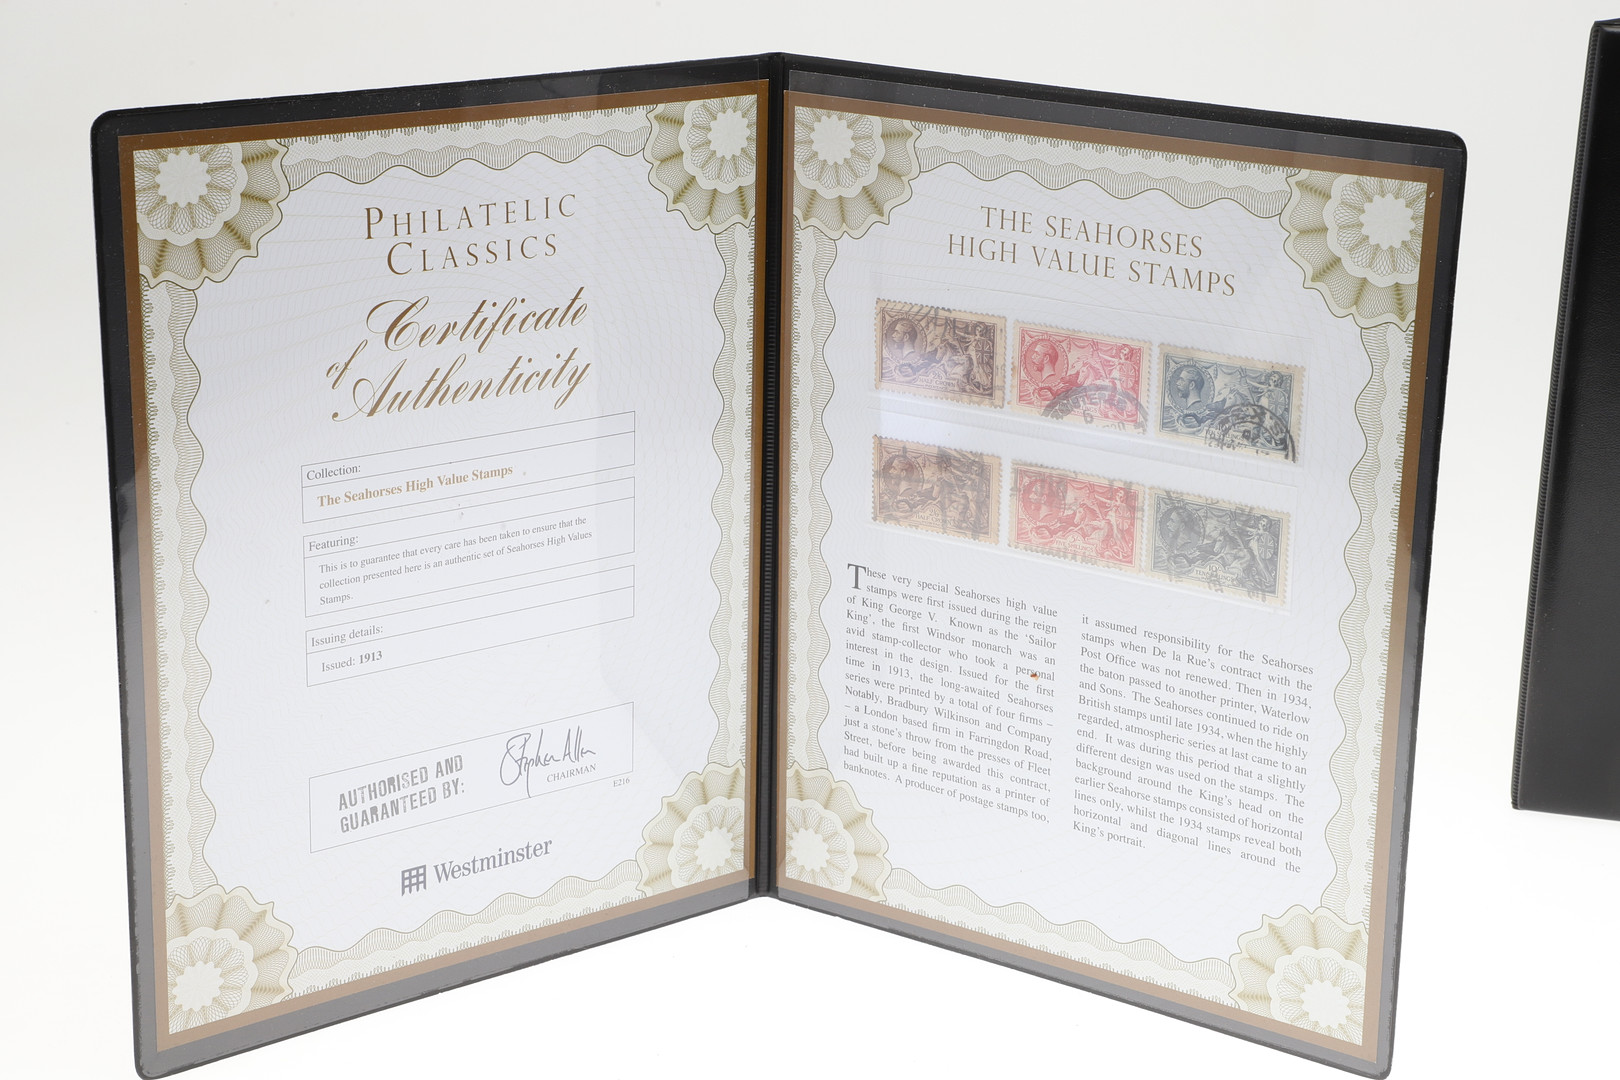 PHILATELIC
CLASSICS
Certificate
of
Authenticity
Collection:
The Seahorses High Value Stamps
Featuring:
This is to guarantee that every care has been taken to ensure that the
collection presented here is an authentic set of Seahorses High Values
Stamps.
Issuing details:
Issued: 1913
AUTHORISED AND
GUARANTEED BY:
Stephen Allen
CHAIRMAN
E216
Westminster
THE SEAHORSES
HIGH VALUE STAMPS
HALF CROWN
These very special Seahorses high value
stamps were first issued during the reign
of King George V. Known as the 'Sailor
King', the first Windsor monarch was an
avid stamp-collector who took a personal
interest in the design. Issued for the first
time in 1913, the long-awaited Seahorses
series were printed by a total of four firms –
Notably, Bradbury Wilkinson and Company
– a London based firm in Farringdon Road,
just a stone's throw from the presses of Fleet
Street, before being awarded this contract,
had built up a fine reputation as a printer of
banknotes. A producer of postage stamps too,
it assumed responsibility for the Seahorses
stamps when De la Rue's contract with the
Post Office was not renewed. Then in 1934,
the baton passed to another printer, Waterlow
and Sons. The Seahorses continued to ride on
British stamps until late 1934, when the highly
regarded, atmospheric series at last came to an
end. It was during this period that a slightly
different design was used on the stamps. The
background around the King's head on the
earlier Seahorse stamps consisted of horizontal
lines only, whilst the 1934 stamps reveal both
horizontal and diagonal lines around the
King's portrait.